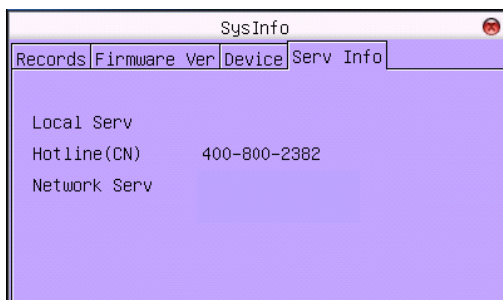 SysInfo
Records Firmware Ver Device Serv Info
Local Serv
Hotline(CN) 400-800-2382
Network Serv